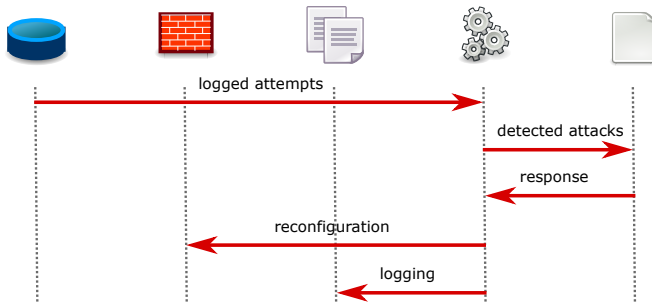 logged attempts
detected attacks
response
reconfiguration
logging